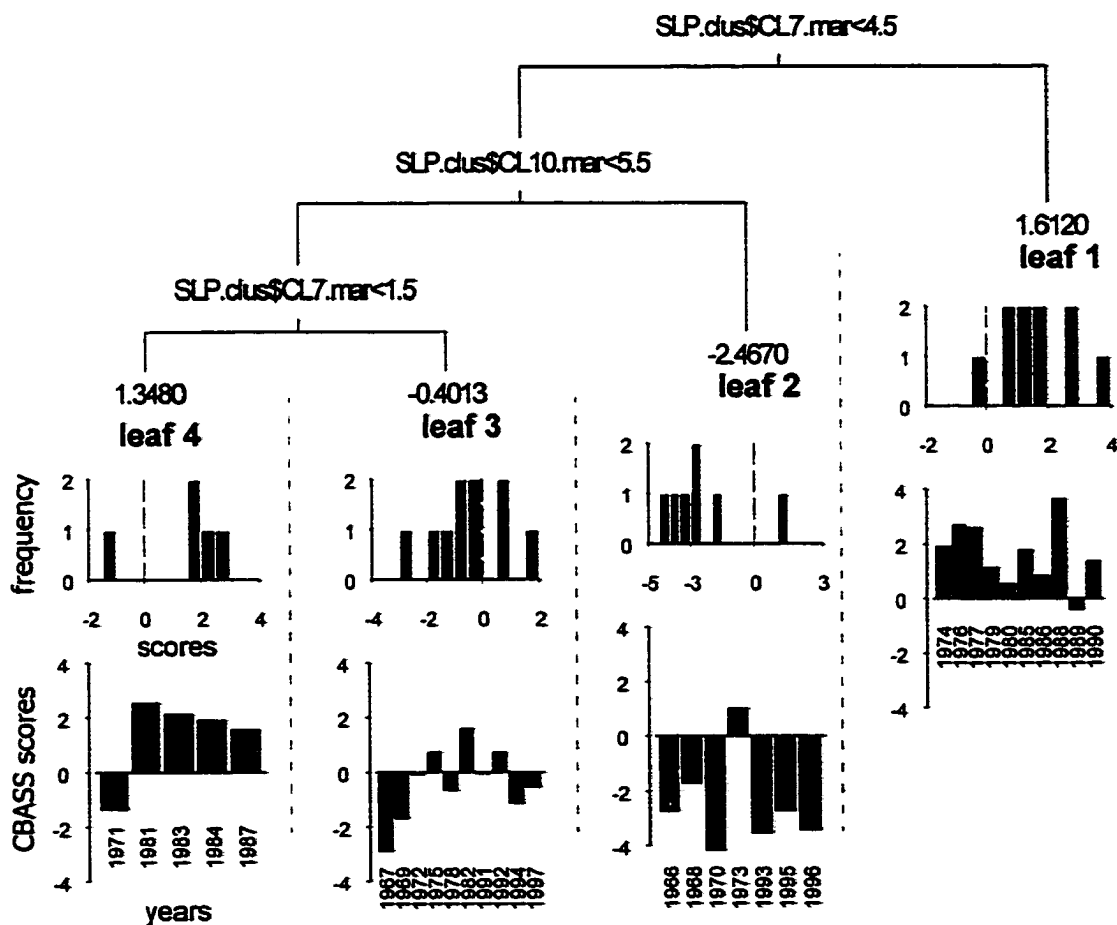 SLP.clus$CL7.mar<4.5
SLP.clus$CL10.mar<5.5
SLP.clus$CL7.mar<1.5
1.6120
leaf 1
-2.4670
leaf 2
-0.4013
leaf 3
1.3480
leaf 4
2
1
0
-2 0 2 4
frequency
2
1
0
-2 0 2 4
scores
2
1
0
-4 -2 0 2
2
1
0
-5 -3 0 3
4
2
0
-2
-4
1974 1976 1977 1979 1980 1985 1986 1988 1989 1990
CBASS scores
4
2
0
-2
-4
1971 1981 1983 1984 1987
years
4
2
0
-2
-4
1967 1969 1972 1975 1978 1982 1991 1992 1994 1997
4
2
0
-2
-4
1966 1968 1970 1973 1993 1995 1996